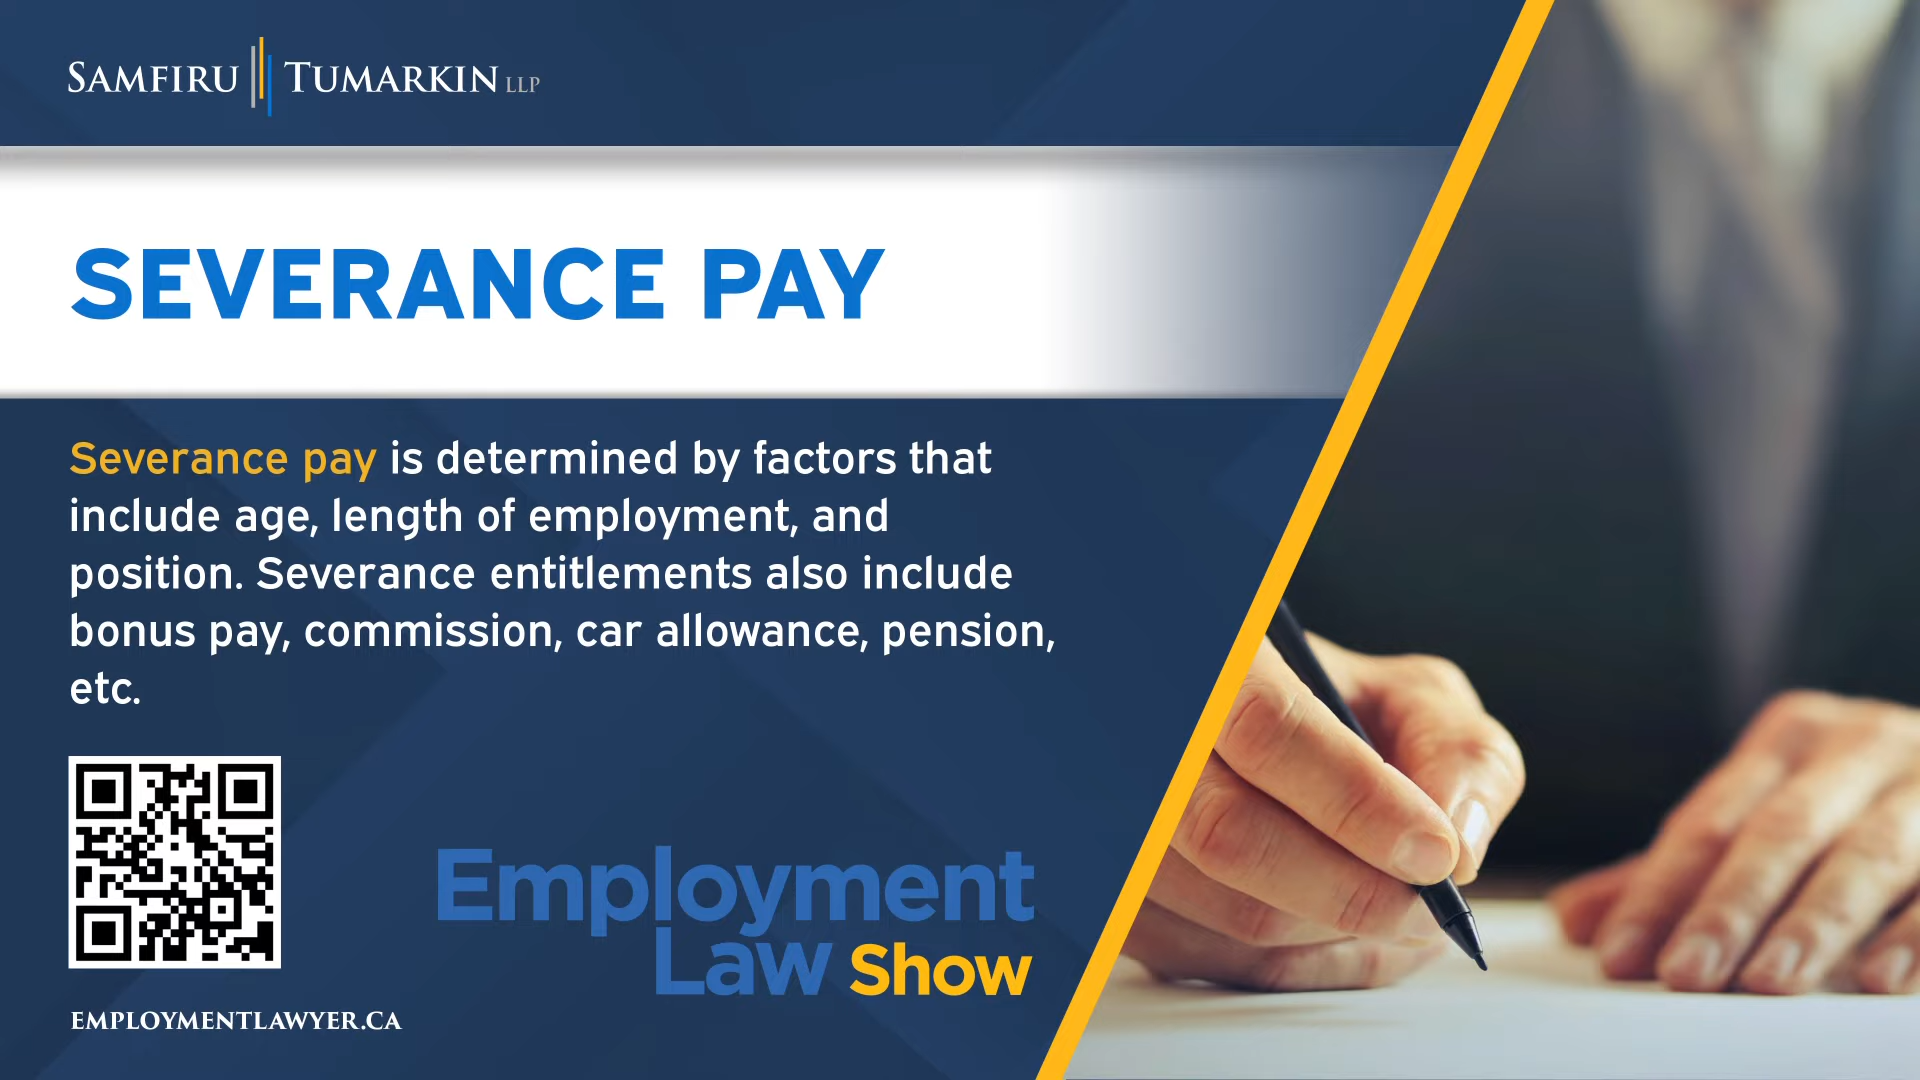 SAMFIRU TUMARKIN LLP
SEVERANCE PAY
Severance pay is determined by factors that
include age, length of employment, and
position. Severance entitlements also include
bonus pay, commission, car allowance, pension,
etc.
Employment
Law Show
EMPLOYMENTLAWYER.CA